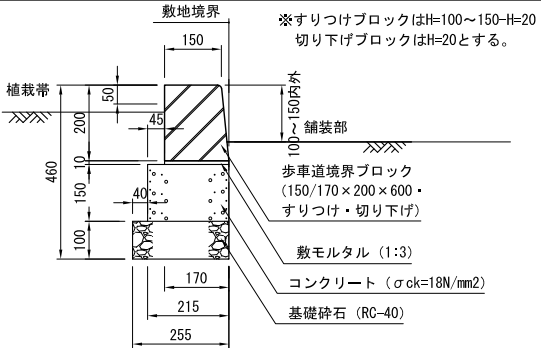 敷地境界
※すりつけブロックはH=100～150-H=20
切り下げブロックはH=20とする。
150
植栽帯
50
200
45
100～150内外
舗装部
460
10
歩車道境界ブロック
(150/170×200×600・
すりつけ・切り下げ)
150
40
100
敷モルタル (1:3)
170
コンクリート (σck=18N/mm2)
215
基礎砕石 (RC-40)
255